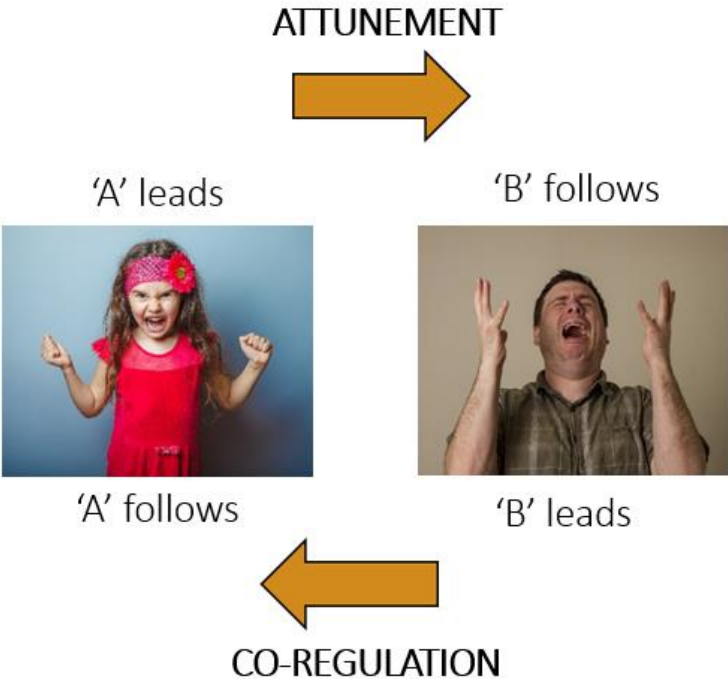 ATTUNEMENT
‘A’ leads
‘B’ follows
‘A’ follows
‘B’ leads
CO-REGULATION